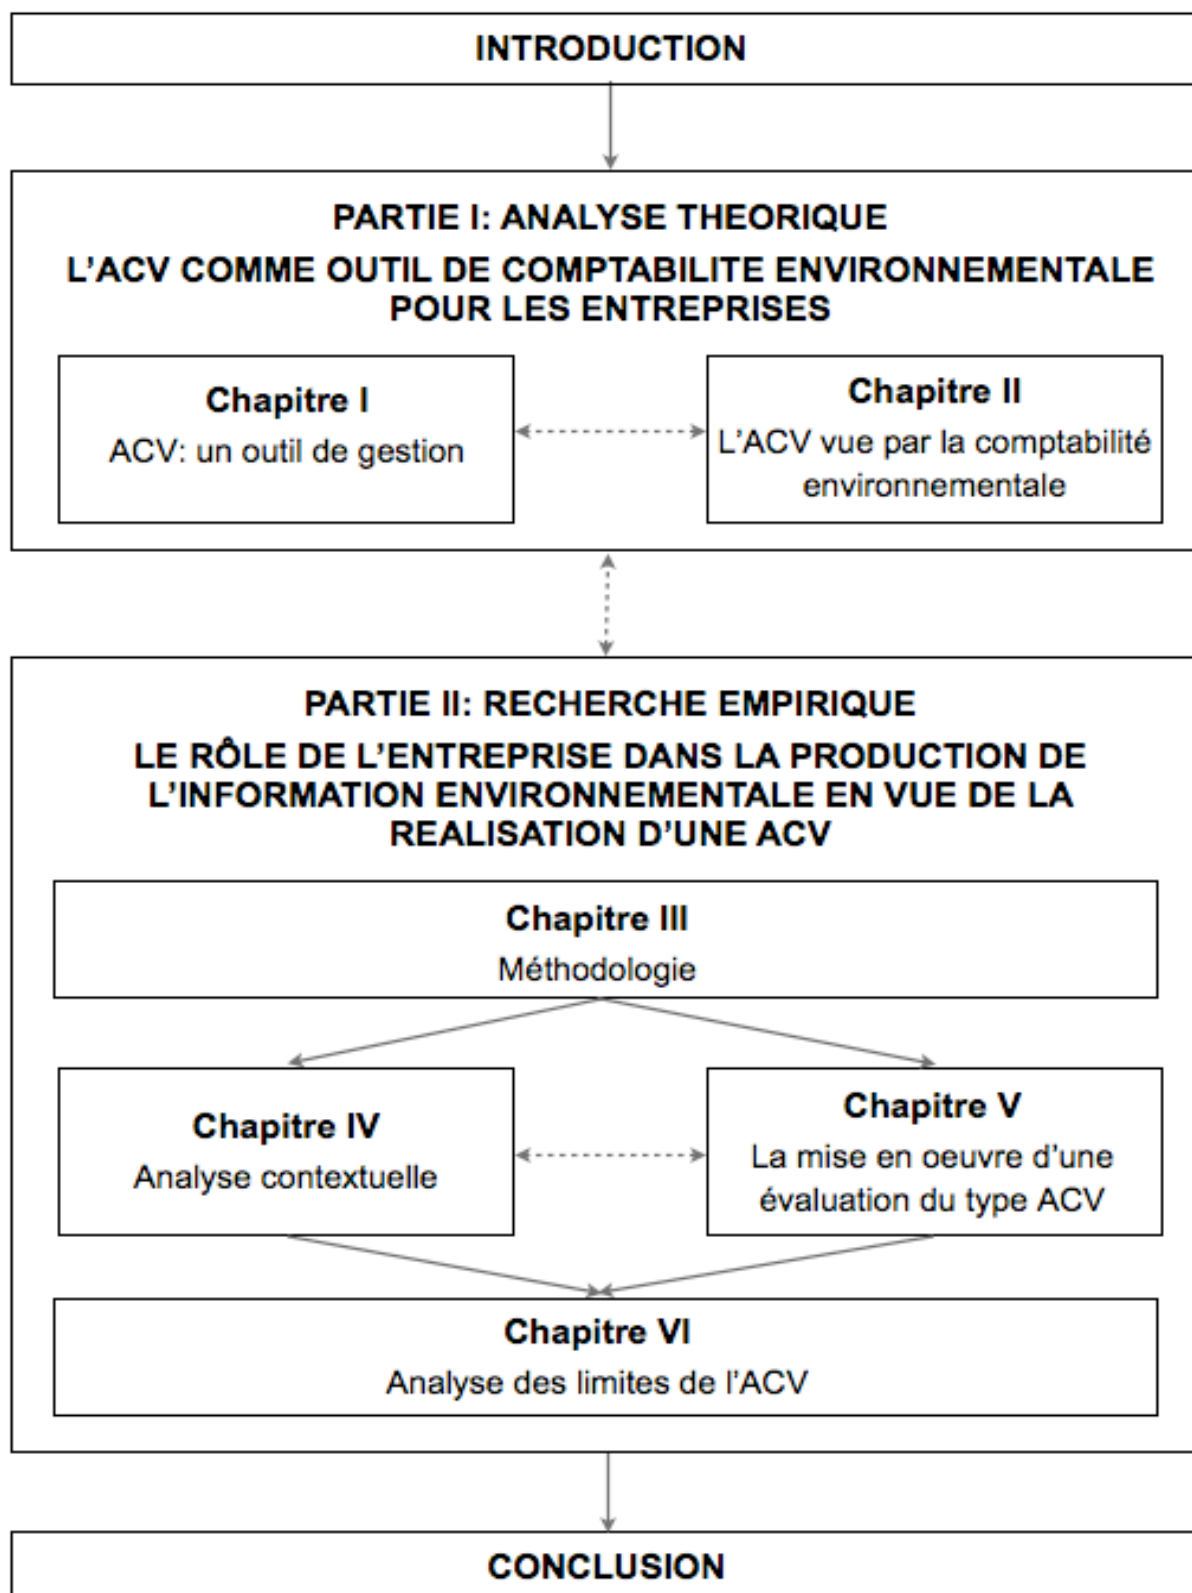 INTRODUCTION
PARTIE I: ANALYSE THEORIQUE
L'ACV COMME OUTIL DE COMPTABILITE ENVIRONNEMENTALE
POUR LES ENTREPRISES
Chapitre I
ACV: un outil de gestion
Chapitre II
L'ACV vue par la comptabilité
environnementale
PARTIE II: RECHERCHE EMPIRIQUE
LE RÔLE DE L'ENTREPRISE DANS LA PRODUCTION DE
L'INFORMATION ENVIRONNEMENTALE EN VUE DE LA
REALISATION D'UNE ACV
Chapitre III
Méthodologie
Chapitre IV
Analyse contextuelle
Chapitre V
La mise en oeuvre d'une
évaluation du type ACV
Chapitre VI
Analyse des limites de l'ACV
CONCLUSION